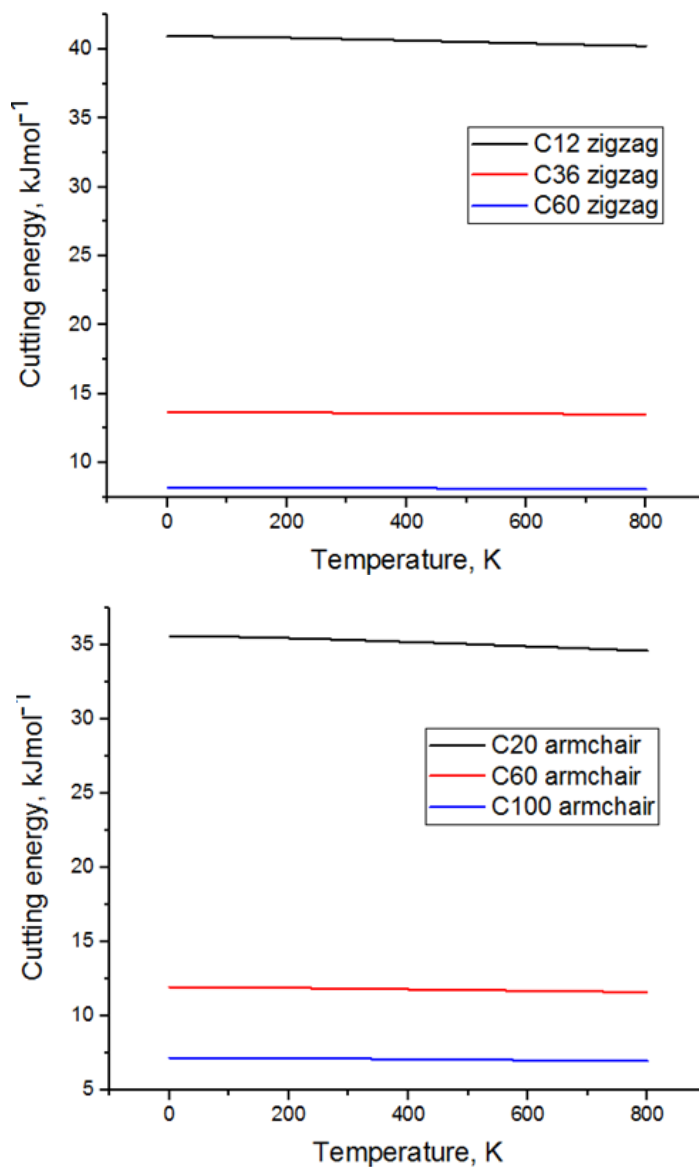 Cutting energy, kJmol⁻¹
40
35
30
25
20
15
10
C12 zigzag
C36 zigzag
C60 zigzag
0 200 400 600 800
Temperature, K
Cutting energy, kJmol⁻¹
35
30
25
20
15
10
5
C20 armchair
C60 armchair
C100 armchair
0 200 400 600 800
Temperature, K